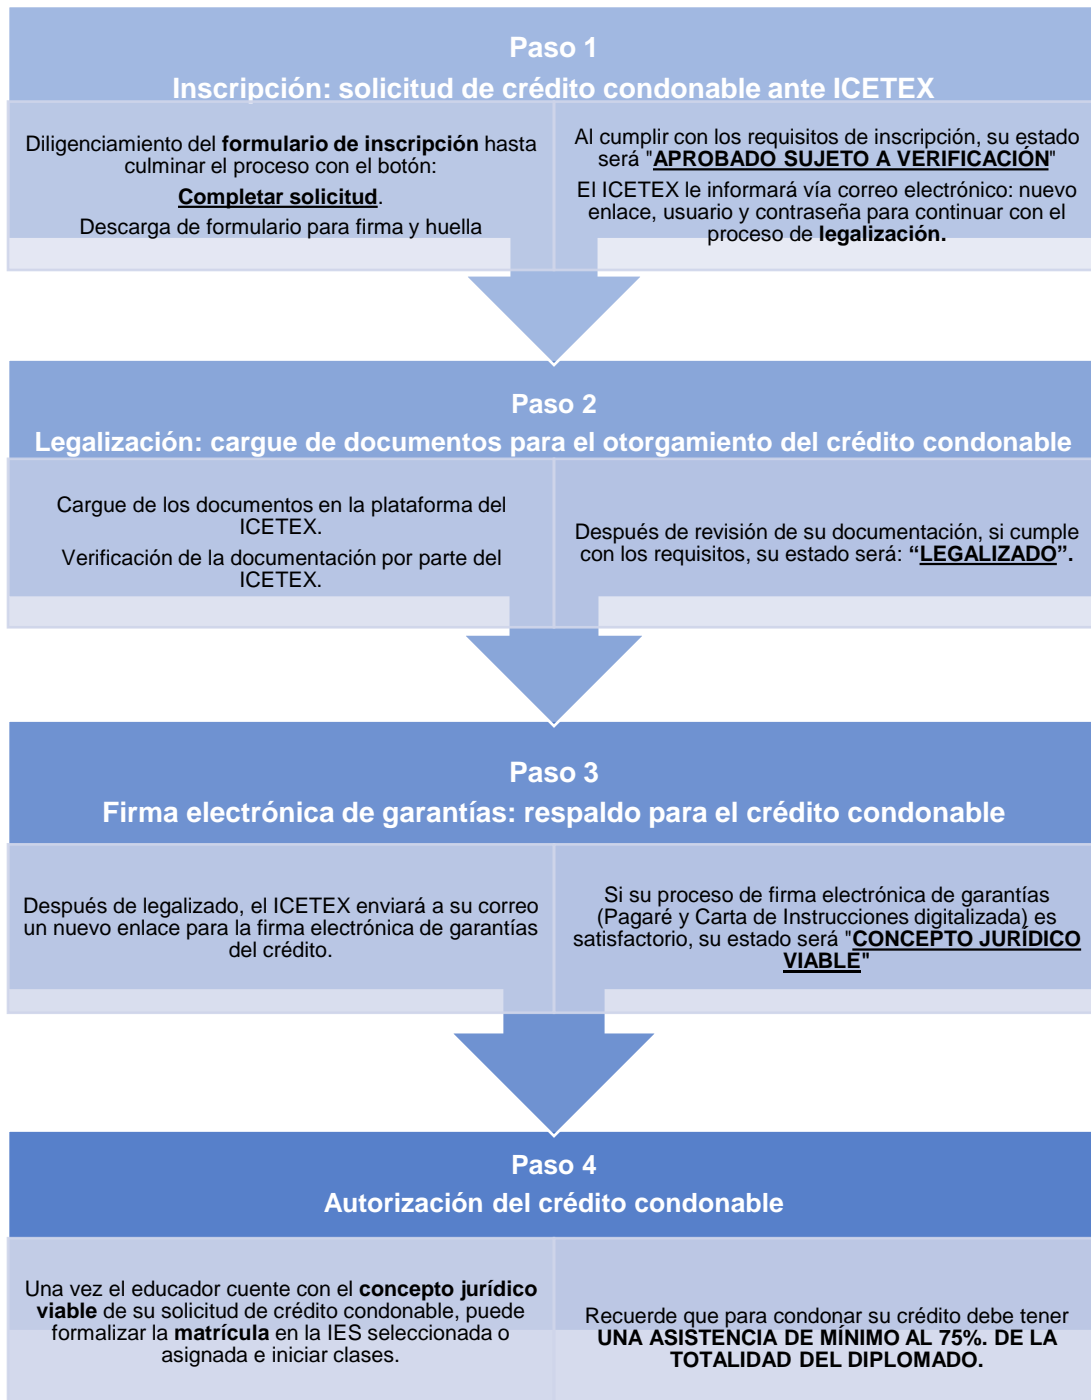 Paso 1
Inscripción: solicitud de crédito condonable ante ICETEX
Diligenciamiento del formulario de inscripción hasta
culminar el proceso con el botón:
Completar solicitud.
Descarga de formulario para firma y huella
Al cumplir con los requisitos de inscripción, su estado
será "APROBADO SUJETO A VERIFICACIÓN"
El ICETEX le informará vía correo electrónico: nuevo
enlace, usuario y contraseña para continuar con el
proceso de legalización.
Paso 2
Legalización: cargue de documentos para el otorgamiento del crédito condonable
Cargue de los documentos en la plataforma del
ICETEX.
Verificación de la documentación por parte del
ICETEX.
Después de revisión de su documentación, si cumple
con los requisitos, su estado será: “LEGALIZADO”.
Paso 3
Firma electrónica de garantías: respaldo para el crédito condonable
Después de legalizado, el ICETEX enviará a su correo
un nuevo enlace para la firma electrónica de garantías
del crédito.
Si su proceso de firma electrónica de garantías
(Pagaré y Carta de Instrucciones digitalizada) es
satisfactorio, su estado será "CONCEPTO JURÍDICO
VIABLE"
Paso 4
Autorización del crédito condonable
Una vez el educador cuente con el concepto jurídico
viable de su solicitud de crédito condonable, puede
formalizar la matrícula en la IES seleccionada o
asignada e iniciar clases.
Recuerde que para condonar su crédito debe tener
UNA ASISTENCIA DE MÍNIMO AL 75%. DE LA
TOTALIDAD DEL DIPLOMADO.